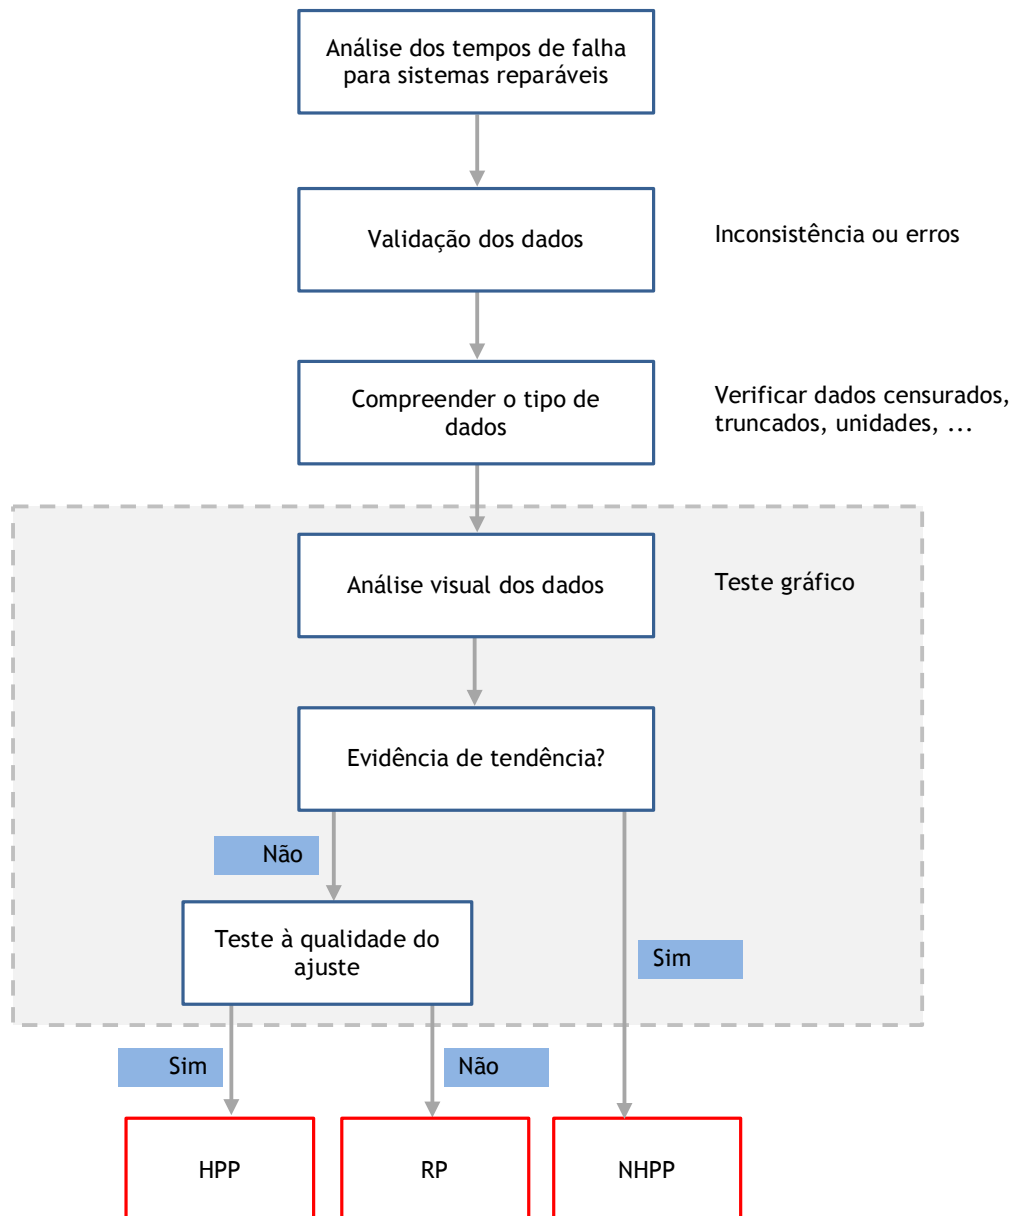 Análise dos tempos de falha
para sistemas reparáveis
Validação dos dados
Inconsistência ou erros
Compreender o tipo de
dados
Verificar dados censurados,
truncados, unidades, ...
Análise visual dos dados
Teste gráfico
Evidência de tendência?
Não
Teste à qualidade do
ajuste
Sim
Sim
Não
HPP
RP
NHPP